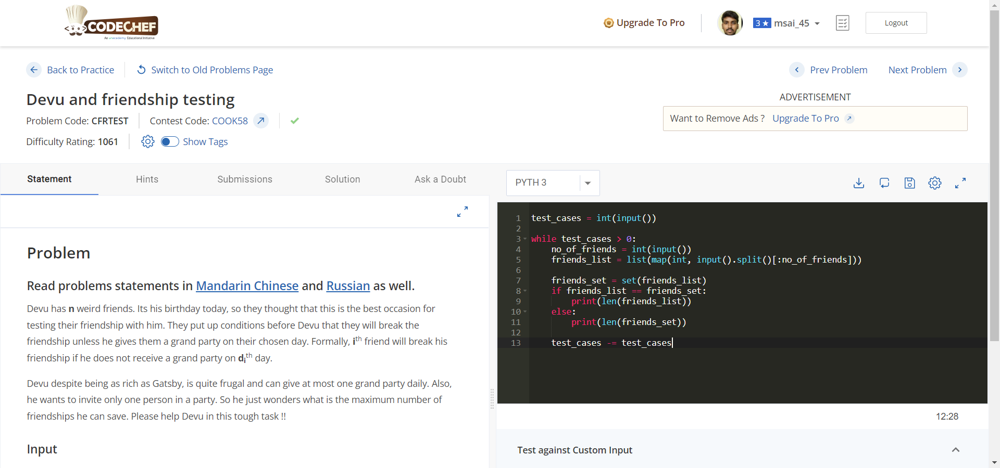 CODECHEF
An unacademy Educational Initiative
Upgrade To Pro
3★ msai_45
Logout
Back to Practice
Switch to Old Problems Page
Prev Problem
Next Problem
Devu and friendship testing
ADVERTISEMENT
Problem Code: CFRTEST
Contest Code: COOK58
Want to Remove Ads ? Upgrade To Pro
Difficulty Rating: 1061
Show Tags
Statement
Hints
Submissions
Solution
Ask a Doubt
Problem
Read problems statements in Mandarin Chinese and Russian as well.
Devu has n weird friends. Its his birthday today, so they thought that this is the best occasion for
testing their friendship with him. They put up conditions before Devu that they will break the
friendship unless he gives them a grand party on their chosen day. Formally, ith friend will break his
friendship if he does not receive a grand party on dith day.
Devu despite being as rich as Gatsby, is quite frugal and can give at most one grand party daily. Also,
he wants to invite only one person in a party. So he just wonders what is the maximum number of
friendships he can save. Please help Devu in this tough task !!
Input
PYTH 3
1 test_cases = int(input())
2
3 while test_cases > 0:
4     no_of_friends = int(input())
5     friends_list = list(map(int, input().split()[:no_of_friends]))
6
7     friends_set = set(friends_list)
8     if friends_list == friends_set:
9         print(len(friends_list))
10     else:
11         print(len(friends_set))
12
13     test_cases -= test_cases
12:28
Test against Custom Input